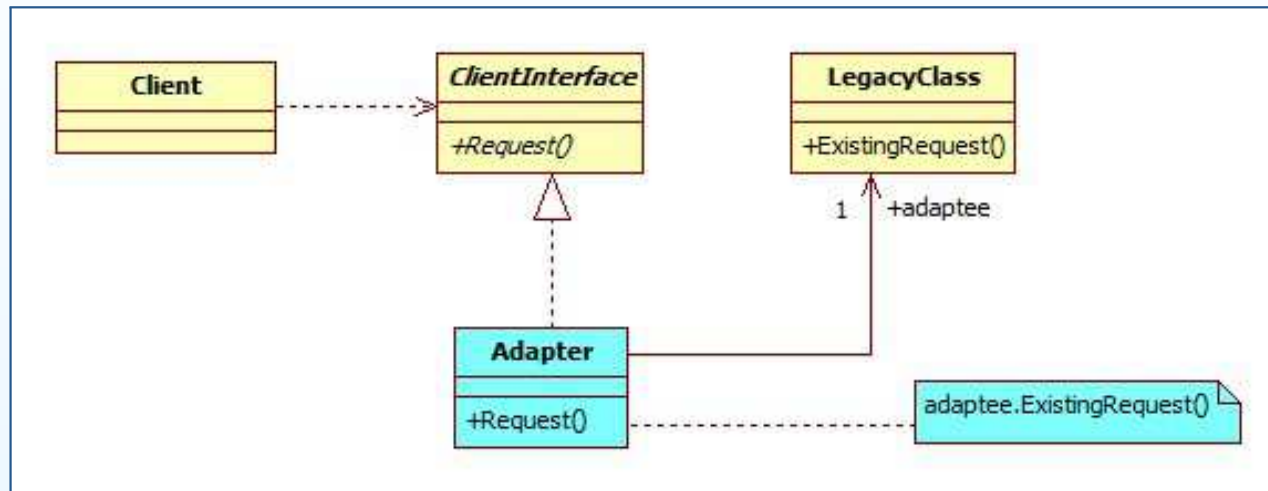 Client
ClientInterface
+Request()
LegacyClass
+ExistingRequest()
1
+adaptee
Adapter
+Request()
adaptee.ExistingRequest()